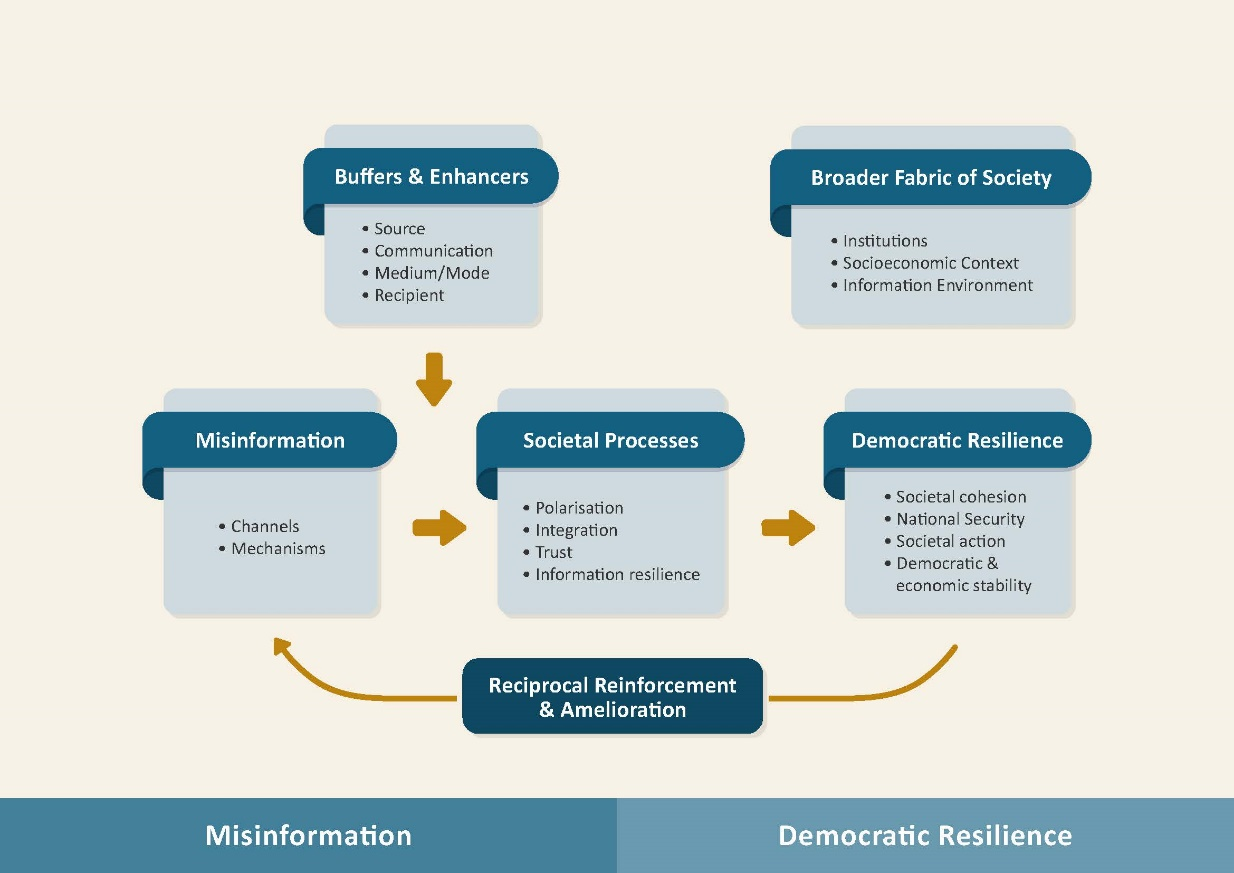 Buffers & Enhancers
• Source
• Communication
• Medium/Mode
• Recipient
Broader Fabric of Society
• Institutions
• Socioeconomic Context
• Information Environment
Misinformation
• Channels
• Mechanisms
Societal Processes
• Polarisation
• Integration
• Trust
• Information resilience
Democratic Resilience
• Societal cohesion
• National Security
• Societal action
• Democratic &
economic stability
Reciprocal Reinforcement
& Amelioration
Misinformation
Democratic Resilience